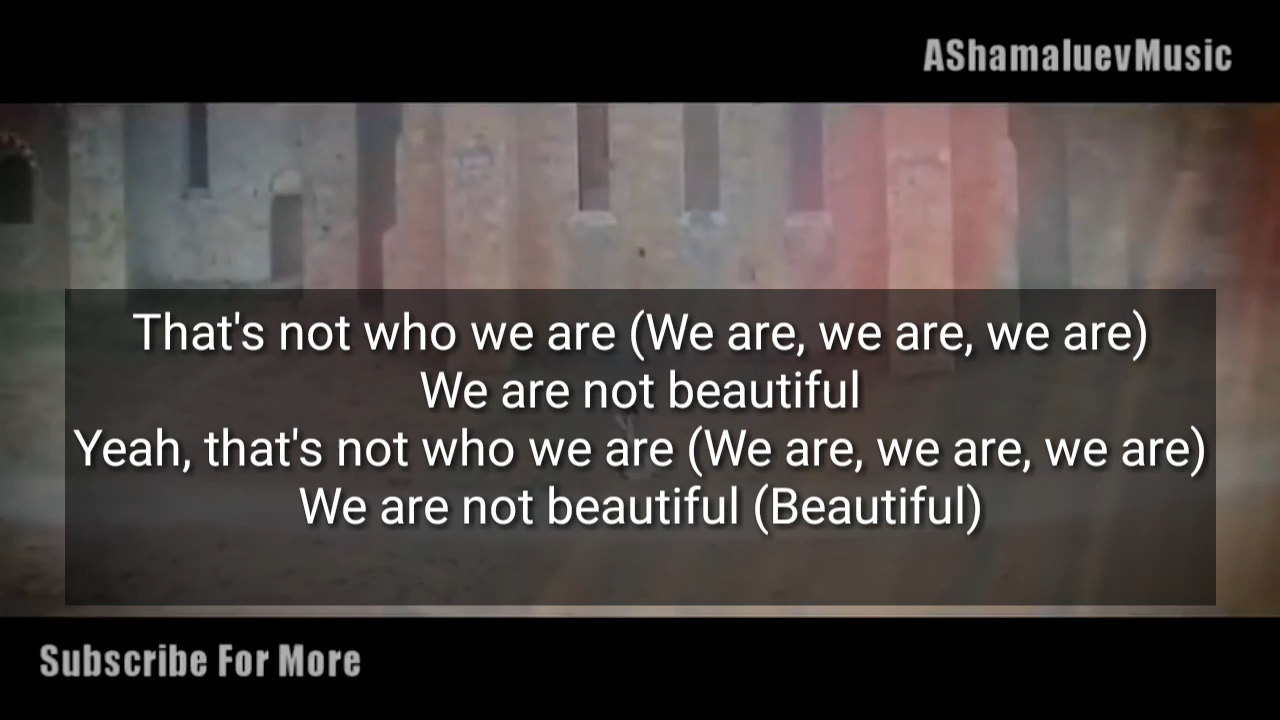 AShamaluevMusic
That's not who we are (We are, we are, we are)
We are not beautiful
Yeah, that's not who we are (We are, we are, we are)
We are not beautiful (Beautiful)
Subscribe For More